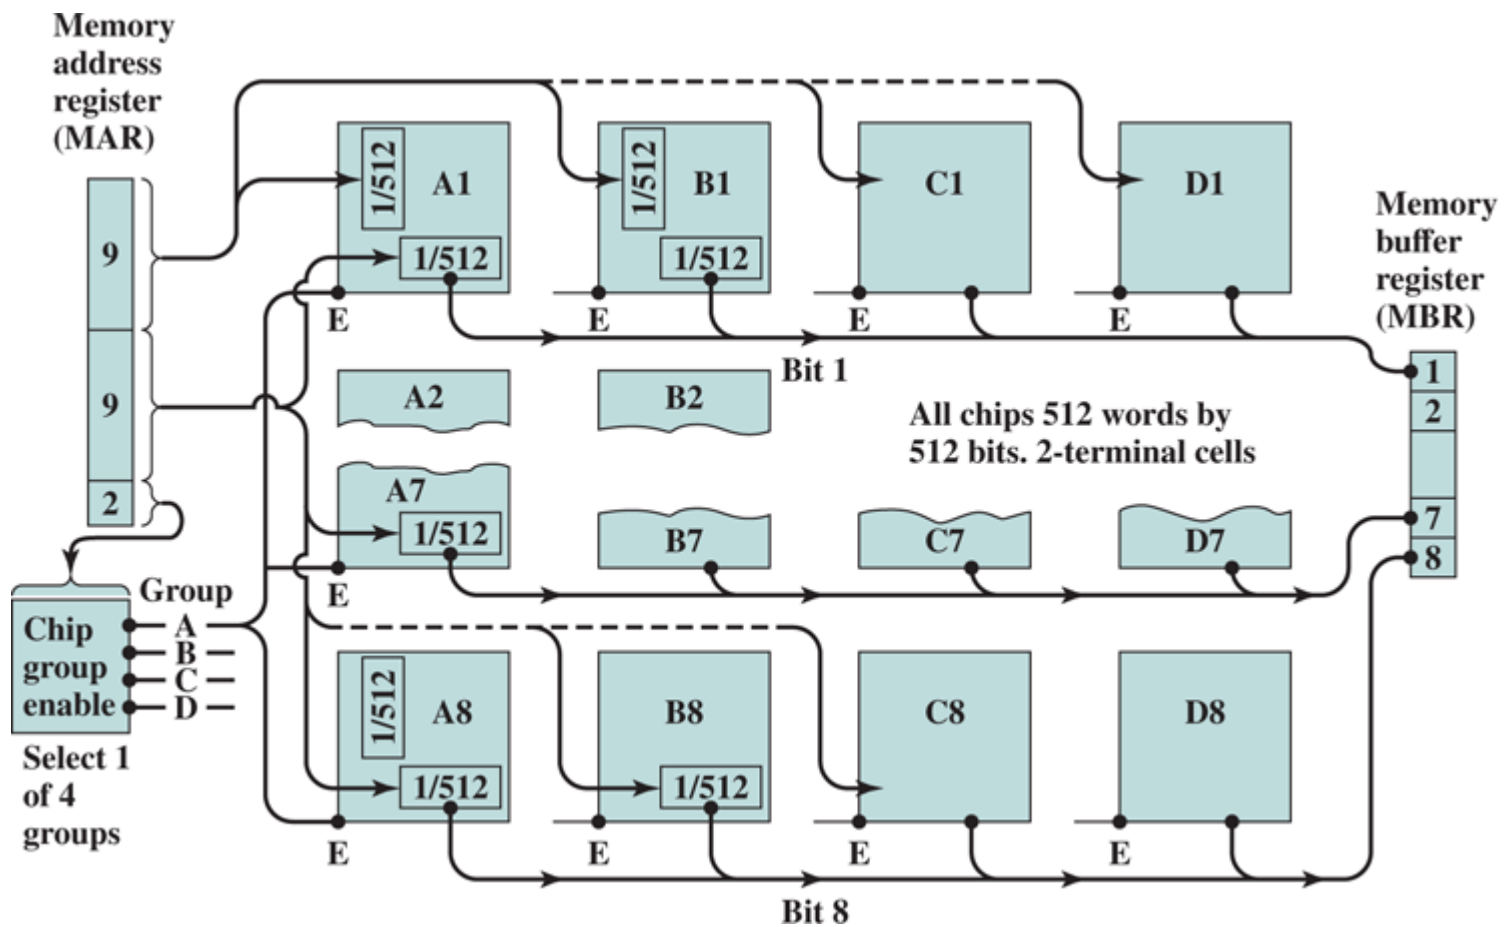 Memory
address
register
(MAR)
9
9
2
Chip
group
enable
Group
A
B
C
D
Select 1
of 4
groups
1/512
A1
1/512
E
1/512
B1
1/512
E
C1
E
D1
E
Bit 1
A2
B2
All chips 512 words by
512 bits. 2-terminal cells
A7
1/512
E
B7
C7
D7
1/512
A8
1/512
E
B8
1/512
E
C8
E
D8
E
Bit 8
Memory
buffer
register
(MBR)
1
2
7
8